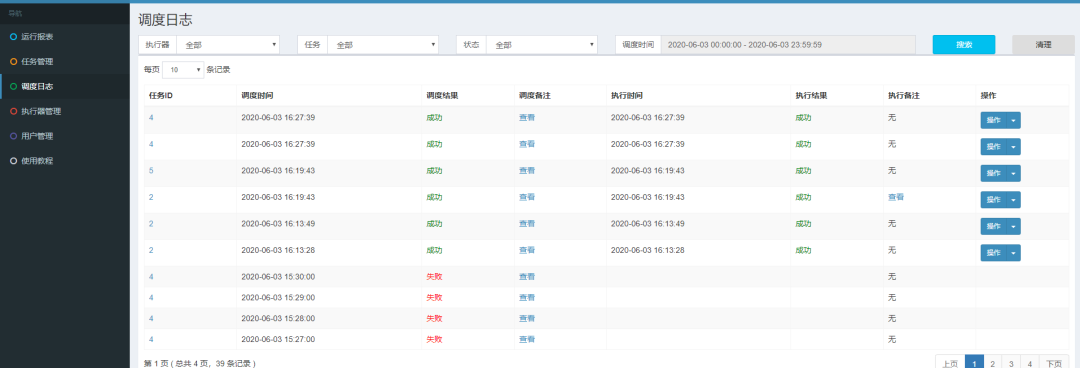 导航
运行报表
任务管理
调度日志
执行器管理
用户管理
使用教程
调度日志
执行器 全部 任务 全部 状态 全部 调度时间 2020-06-03 00:00:00 - 2020-06-03 23:59:59 搜索 清理
每页 10 条记录
任务ID 调度时间 调度结果 调度备注 执行时间 执行结果 执行备注 操作
4 2020-06-03 16:27:39 成功 查看 2020-06-03 16:27:39 成功 无 操作
4 2020-06-03 16:27:39 成功 查看 2020-06-03 16:27:39 成功 无 操作
5 2020-06-03 16:19:43 成功 查看 2020-06-03 16:19:43 成功 无 操作
2 2020-06-03 16:19:43 成功 查看 2020-06-03 16:19:43 成功 查看 操作
2 2020-06-03 16:13:49 成功 查看 2020-06-03 16:13:49 成功 无 操作
2 2020-06-03 16:13:28 成功 查看 2020-06-03 16:13:28 成功 无 操作
4 2020-06-03 15:30:00 失败 查看 无
4 2020-06-03 15:29:00 失败 查看 无
4 2020-06-03 15:28:00 失败 查看 无
4 2020-06-03 15:27:00 失败 查看 无
第 1 页 ( 总共 4 页，39 条记录 ) 上页 1 2 3 4 下页